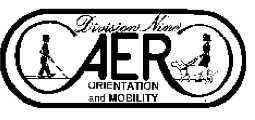 Division Nine
AER
ORIENTATION
and MOBILITY